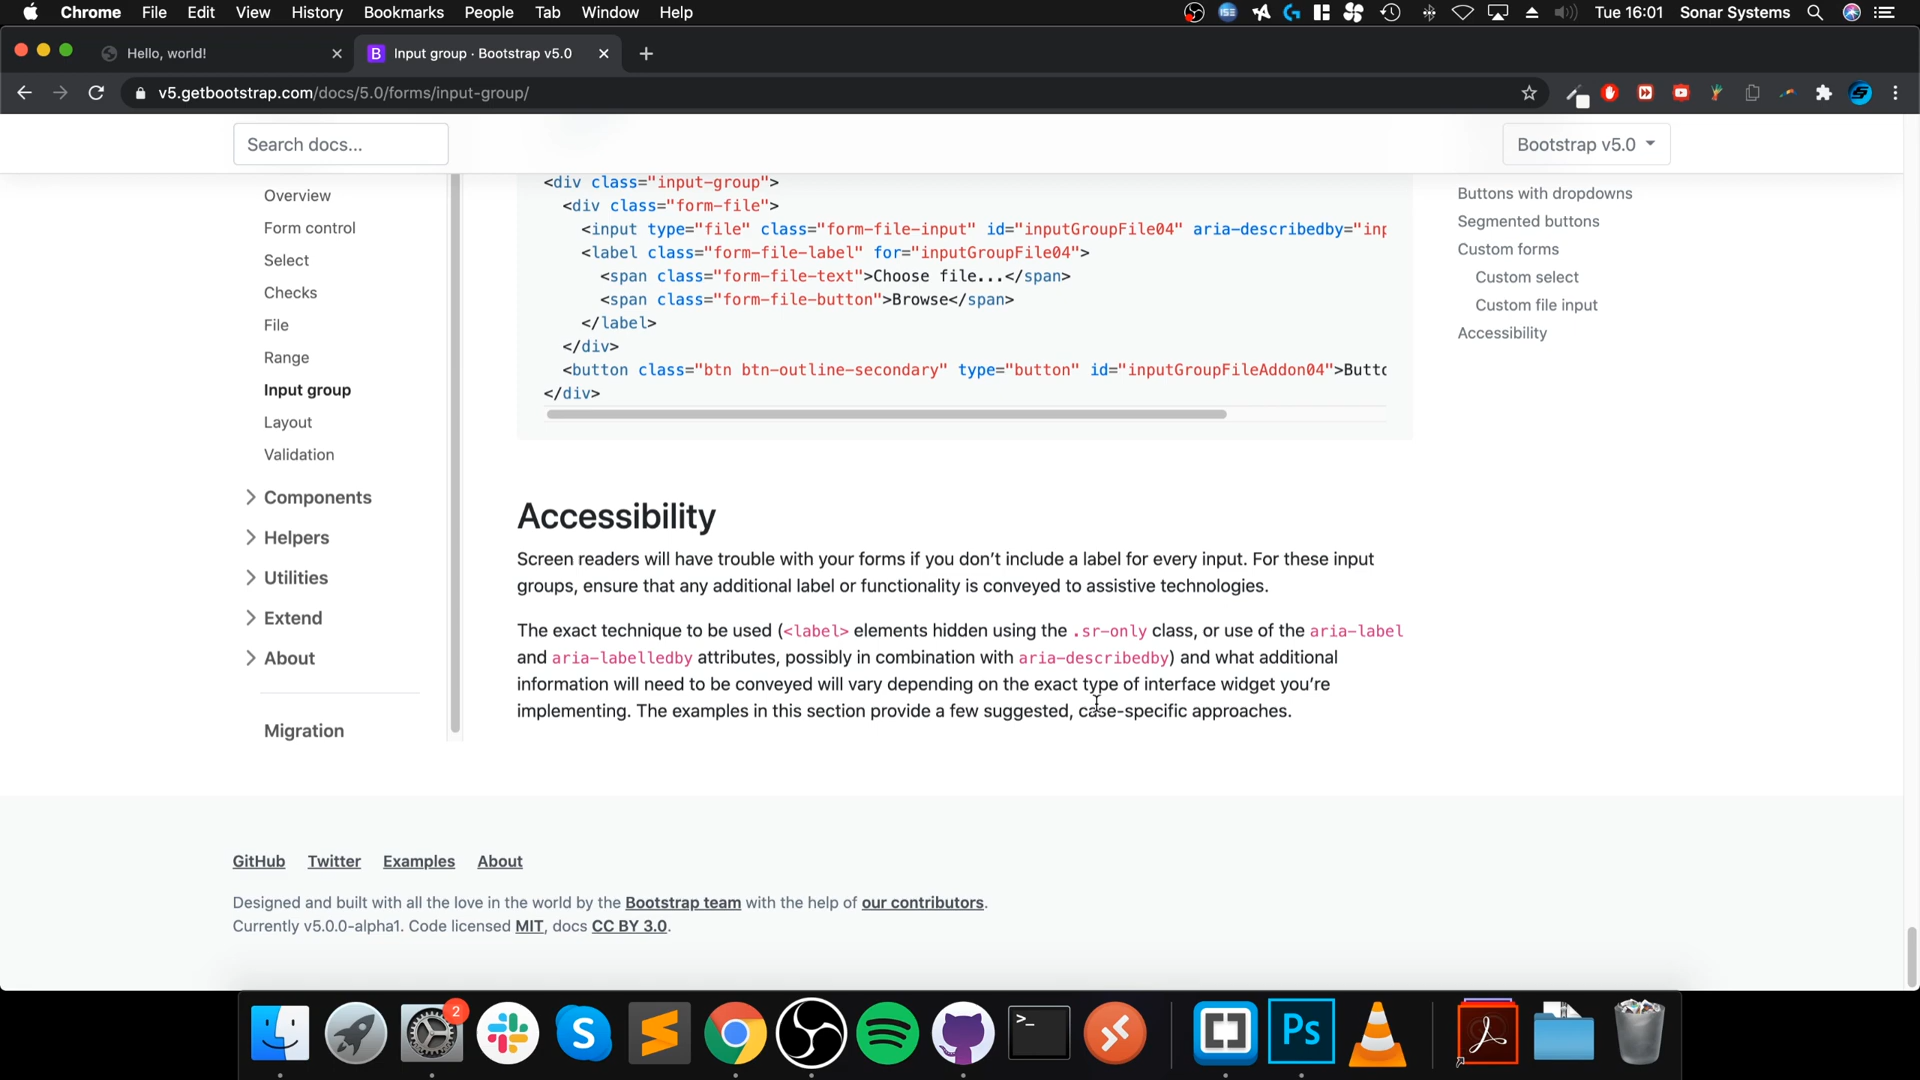 Chrome File Edit View History Bookmarks People Tab Window Help
ISE
Tue 16:01 Sonar Systems
Hello, world!
B Input group · Bootstrap v5.0
v5.getbootstrap.com/docs/5.0/forms/input-group/
Search docs...
Bootstrap v5.0
Overview
Form control
Select
Checks
File
Range
Input group
Layout
Validation
Components
Helpers
Utilities
Extend
About
Migration
<div class="input-group">
<div class="form-file">
<input type="file" class="form-file-input" id="inputGroupFile04" aria-describedby="inp
<label class="form-file-label" for="inputGroupFile04">
<span class="form-file-text">Choose file...</span>
<span class="form-file-button">Browse</span>
</label>
</div>
<button class="btn btn-outline-secondary" type="button" id="inputGroupFileAddon04">Butto
</div>
Accessibility
Screen readers will have trouble with your forms if you don't include a label for every input. For these input
groups, ensure that any additional label or functionality is conveyed to assistive technologies.
The exact technique to be used (<label> elements hidden using the .sr-only class, or use of the aria-label
and aria-labelledby attributes, possibly in combination with aria-describedby) and what additional
information will need to be conveyed will vary depending on the exact type of interface widget you're
implementing. The examples in this section provide a few suggested, case-specific approaches.
Buttons with dropdowns
Segmented buttons
Custom forms
Custom select
Custom file input
Accessibility
GitHub Twitter Examples About
Designed and built with all the love in the world by the Bootstrap team with the help of our contributors.
Currently v5.0.0-alpha1. Code licensed MIT, docs CC BY 3.0.
2
S
>_
Ps